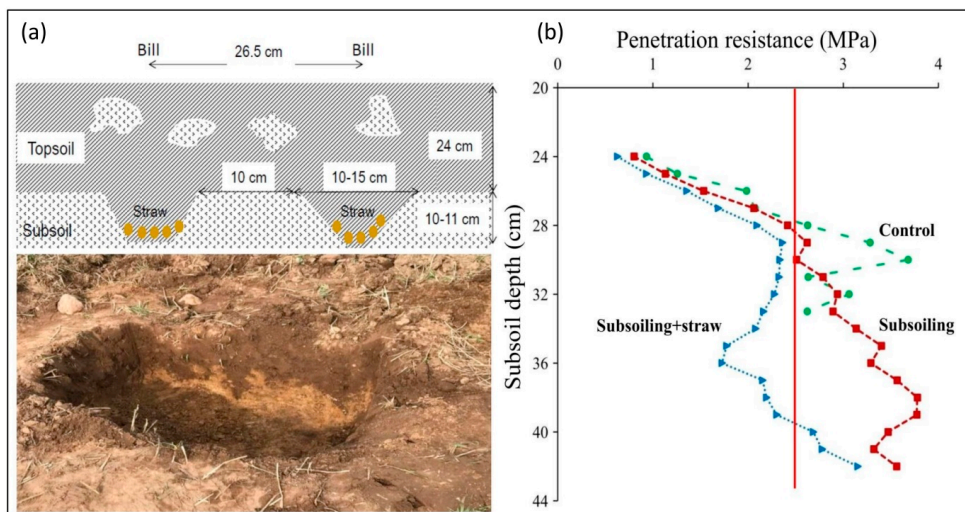 (a)
Bill
26.5 cm
Bill
Topsoil
24 cm
10 cm
10-15 cm
Straw
Straw
Subsoil
10-11 cm
(b)
Penetration resistance (MPa)
0 1 2 3 4
20
24
28
32
36
40
44
Subsoil depth (cm)
Control
Subsoiling+straw
Subsoiling